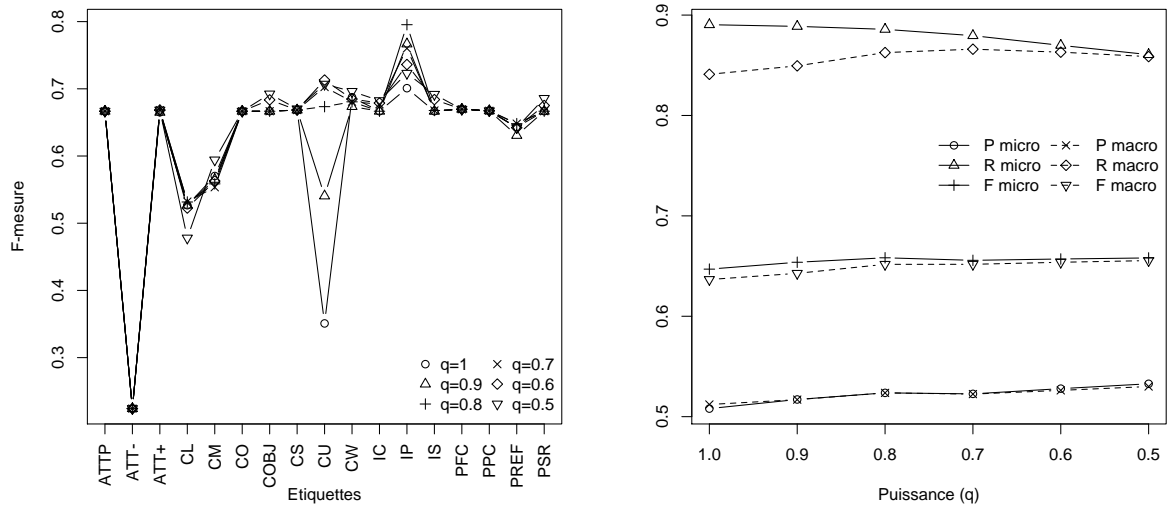 0.8
0.7
0.6
0.5
0.4
0.3
F-mesure
q=1
q=0.9
q=0.8
q=0.7
q=0.6
q=0.5
ATTP
ATT-
ATT+
CL
CM
CO
COBJ
CS
CU
CW
IC
IP
IS
PFC
PPC
PREF
PSR
Etiquettes
0.9
0.8
0.7
0.6
0.5
P micro
R micro
F micro
P macro
R macro
F macro
1.0 0.9 0.8 0.7 0.6 0.5
Puissance (q)